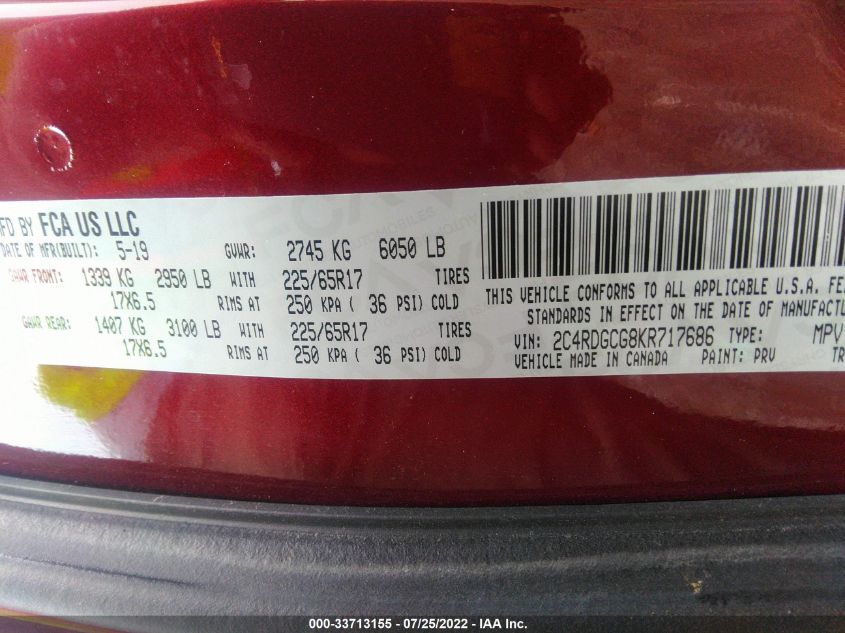 MFD BY FCA US LLC
DATE OF MFR(BUILT): 5-19 GVWR: 2745 KG 6050 LB
GAWR FRONT: 1339 KG 2950 LB WITH 225/65R17 TIRES
17X6.5 RIMS AT 250 KPA ( 36 PSI) COLD
GAWR REAR: 1407 KG 3100 LB WITH 225/65R17 TIRES
17X6.5 RIMS AT 250 KPA ( 36 PSI) COLD
THIS VEHICLE CONFORMS TO ALL APPLICABLE U.S.A. FE
STANDARDS IN EFFECT ON THE DATE OF MANUFACTU
VIN: 2C4RDGCG8KR717686 TYPE: MPV
VEHICLE MADE IN CANADA PAINT: PRV TR
000-33713155 - 07/25/2022 - IAA Inc.